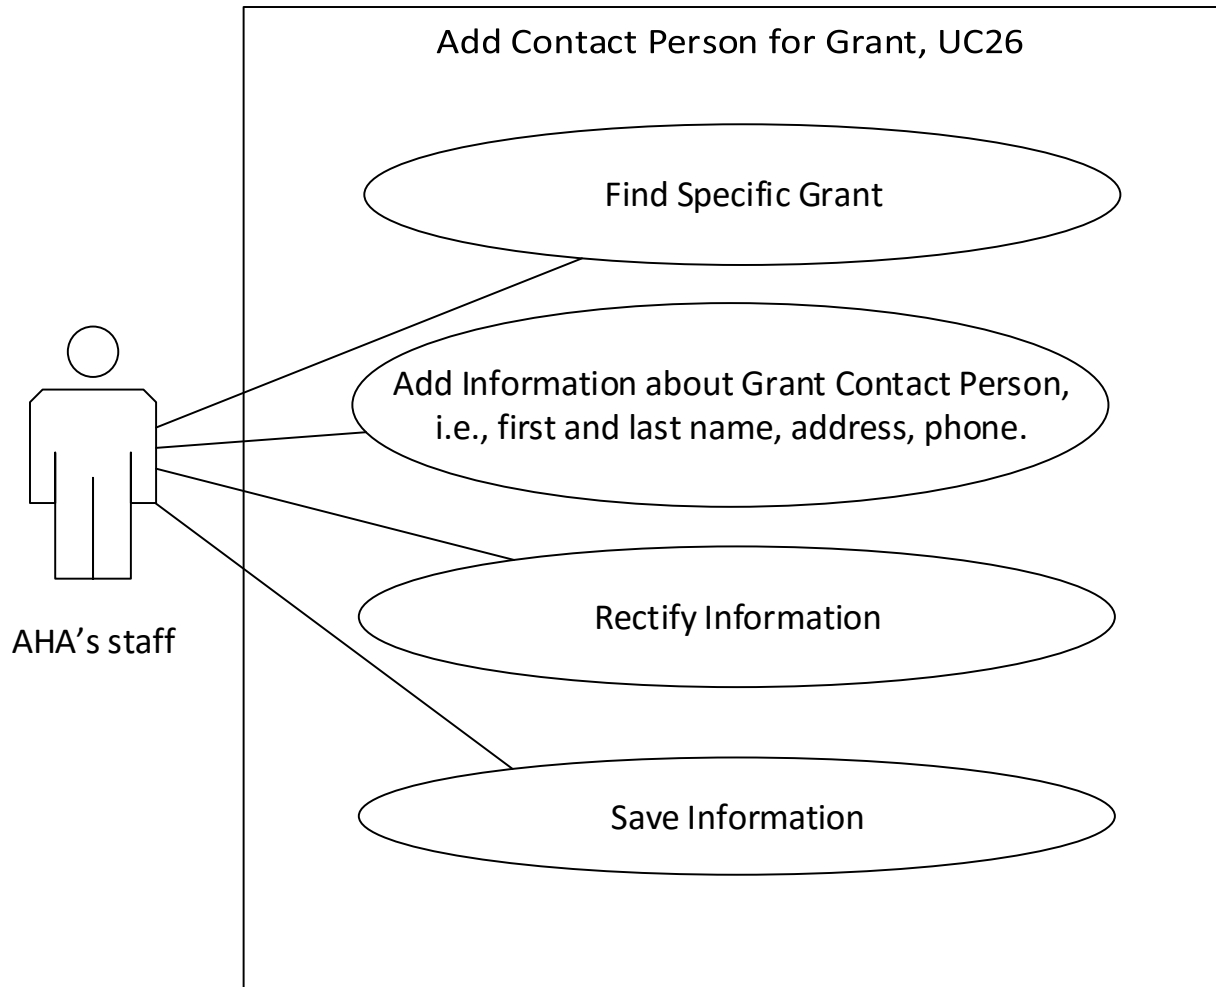 Add Contact Person for Grant, UC26
Find Specific Grant
Add Information about Grant Contact Person,
i.e., first and last name, address, phone.
Rectify Information
AHA's staff
Save Information